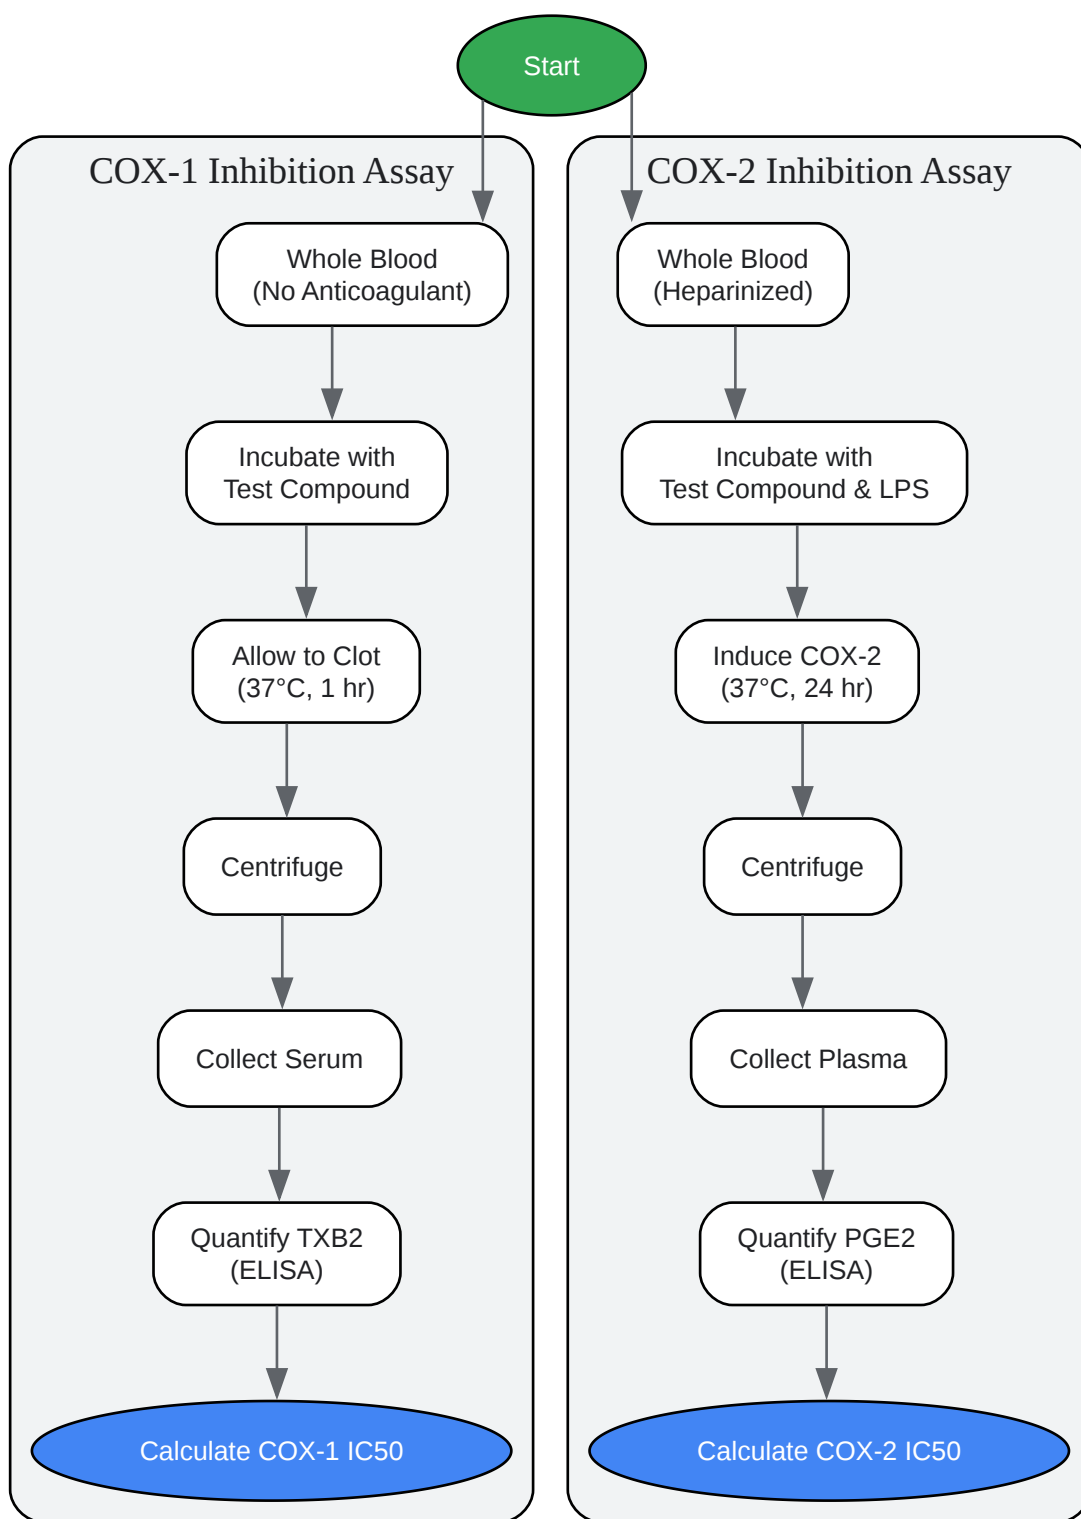 Start
COX-1 Inhibition Assay
Whole Blood
(No Anticoagulant)
Incubate with
Test Compound
Allow to Clot
(37°C, 1 hr)
Centrifuge
Collect Serum
Quantify TXB2
(ELISA)
Calculate COX-1 IC50
COX-2 Inhibition Assay
Whole Blood
(Heparinized)
Incubate with
Test Compound & LPS
Induce COX-2
(37°C, 24 hr)
Centrifuge
Collect Plasma
Quantify PGE2
(ELISA)
Calculate COX-2 IC50